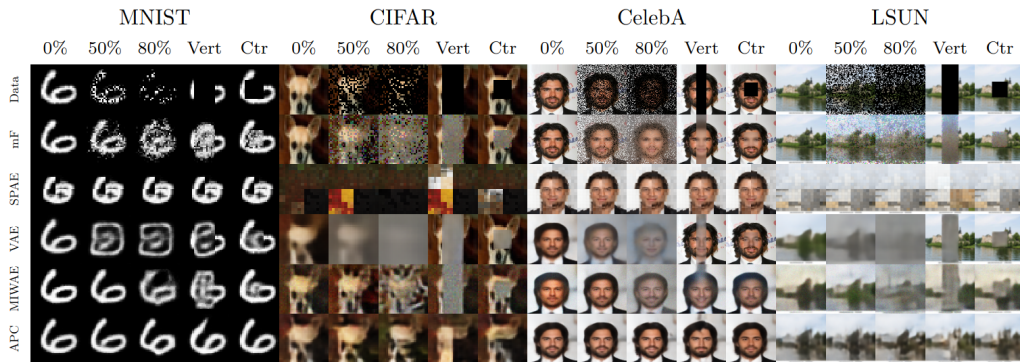 MNIST CIFAR CelebA LSUN
0% 50% 80% Vert Ctr 0% 50% 80% Vert Ctr 0% 50% 80% Vert Ctr 0% 50% 80% Vert Ctr
Data
mF
SPAE
VAE
MIWAE
APC